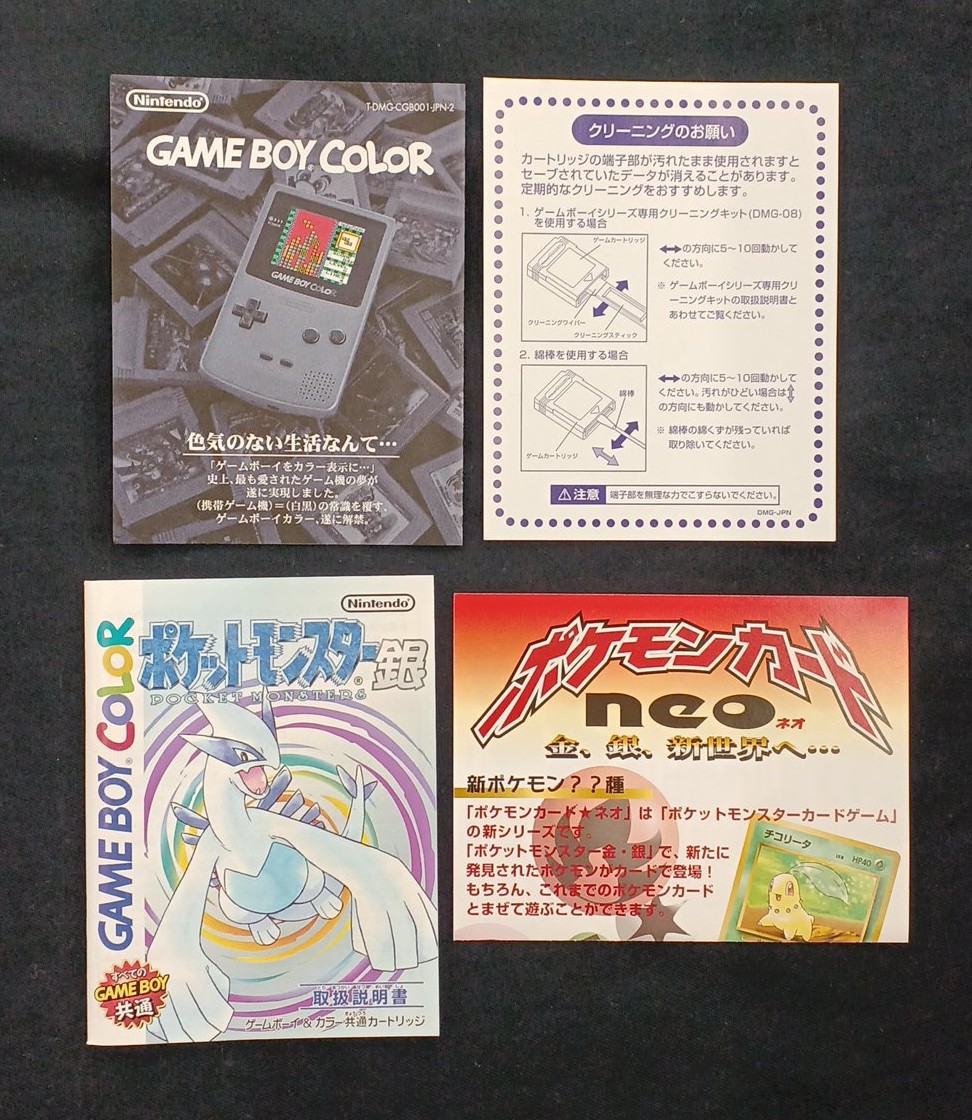 Nintendo
T-DMG-CGB001-JPN-2
GAME BOY COLOR
GAME BOY COLOR
色気のない生活なんて…
「ゲームボーイをカラー表示に…」
史上、最も愛されたゲーム機の夢が
遂に実現しました。
(携帯ゲーム機)=(白黒)の常識を覆す、
ゲームボーイカラー、遂に解禁。
クリーニングのお願い
カートリッジの端子部が汚れたまま使用されますと
セーブされていたデータが消えることがあります。
定期的なクリーニングをおすすめします。
1. ゲームボーイシリーズ専用クリーニングキット(DMG-08)
を使用する場合
ゲームカートリッジ
クリーニングワイパー
クリーニングスティック
↔の方向に5〜10回動かして
ください。
※ ゲームボーイシリーズ専用クリ
ーニングキットの取扱説明書と
あわせてご覧ください。
2. 綿棒を使用する場合
綿棒
ゲームカートリッジ
↔の方向に5〜10回動かして
ください。汚れがひどい場合は↕
の方向にも動かしてください。
※ 綿棒の綿くずが残っていれば
取り除いてください。
⚠注意 端子部を無理な力でこすらないでください。
DMG-JPN
Nintendo
GAME BOY COLOR
ポケットモンスター銀
POCKET MONSTERS
すべての
GAME BOY
共通
取扱説明書
ゲームボーイ&カラー共通カートリッジ
ポケモンカード
neo ネオ
金、銀、新世界へ…
新ポケモン??種
「ポケモンカード★ネオ」は「ポケットモンスターカードゲーム」
の新シリーズです。
「ポケットモンスター金・銀」で、新たに
発見されたポケモンがカードで登場!
もちろん、これまでのポケモンカード
とまぜて遊ぶことができます。
チコリータ
HP40